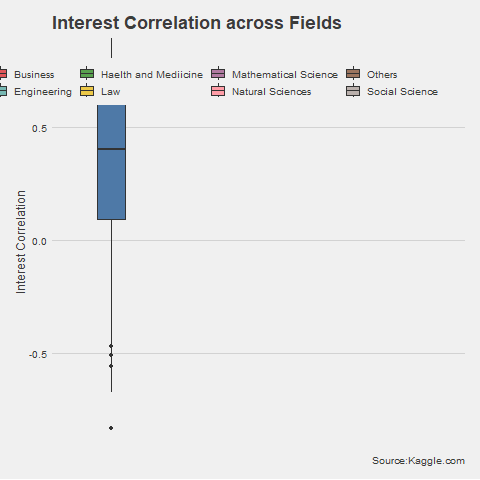 Interest Correlation across Fields
Business Haelth and Mediicine Mathematical Science Others
Engineering Law Natural Sciences Social Science
0.5
0.0
-0.5
Interest Correlation
Source:Kaggle.com